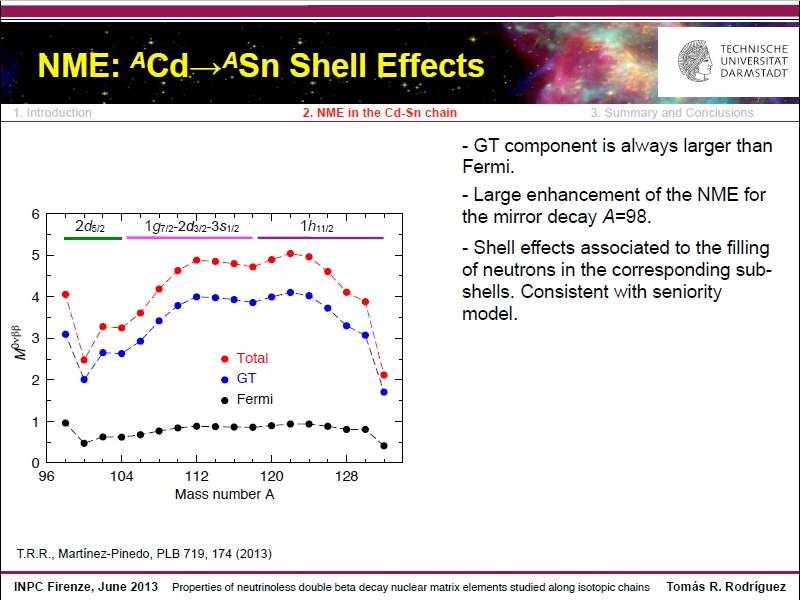 NME: ACd→ASn Shell Effects
TECHNISCHE
UNIVERSITÄT
DARMSTADT
1. Introduction
2. NME in the Cd-Sn chain
3. Summary and Conclusions
- GT component is always larger than
Fermi.
- Large enhancement of the NME for
the mirror decay A=98.
- Shell effects associated to the filling
of neutrons in the corresponding sub-
shells. Consistent with seniority
model.
6
5
4
3
2
1
0
M0νββ
2d5/2
1g7/2-2d3/2-3s1/2
1h11/2
Total
GT
Fermi
96 104 112 120 128
Mass number A
T.R.R., Martínez-Pinedo, PLB 719, 174 (2013)
INPC Firenze, June 2013 Properties of neutrinoless double beta decay nuclear matrix elements studied along isotopic chains Tomás R. Rodríguez